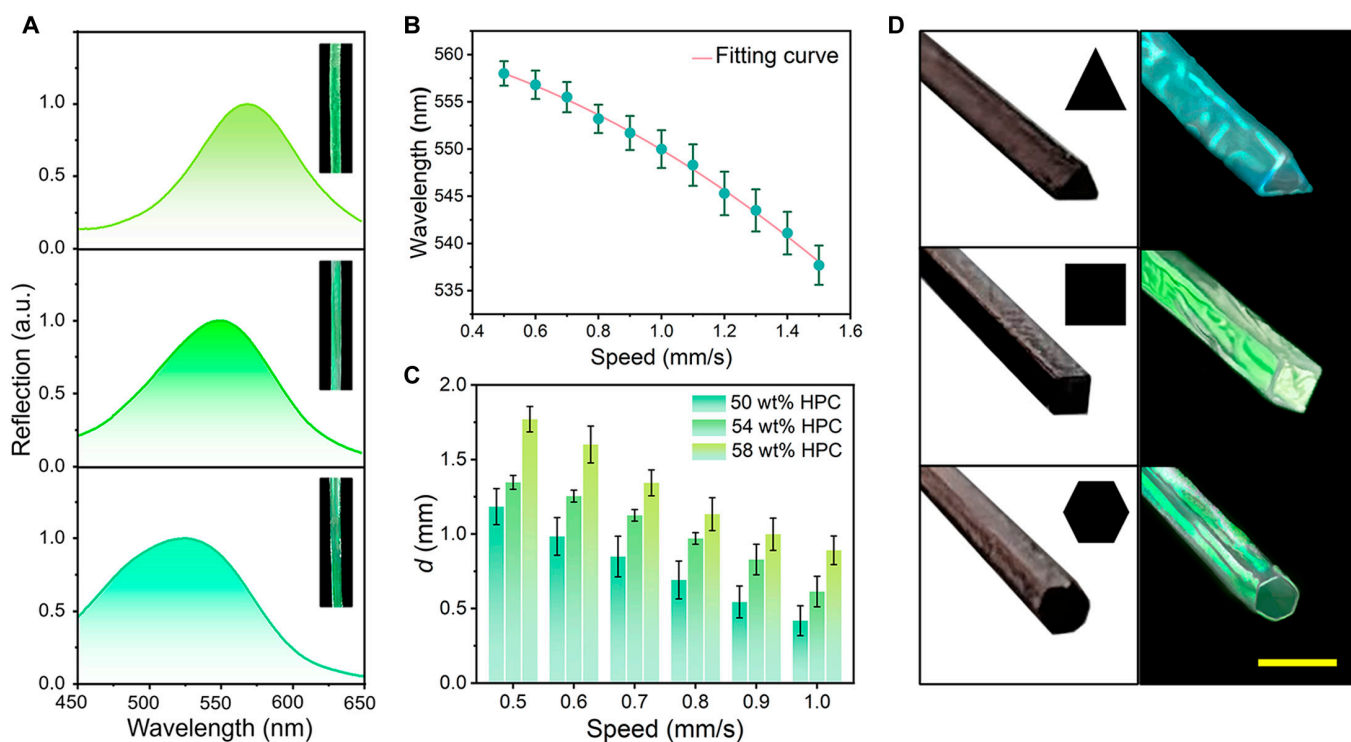 A
1.0
0.5
0.0
1.0
0.5
0.0
1.0
0.5
0.0
Reflection (a.u.)
450 500 550 600 650
Wavelength (nm)
B
Fitting curve
560
555
550
545
540
535
Wavelength (nm)
0.4 0.6 0.8 1.0 1.2 1.4 1.6
Speed (mm/s)
C
50 wt% HPC
54 wt% HPC
58 wt% HPC
2.0
1.5
1.0
0.5
0.0
d (mm)
0.5 0.6 0.7 0.8 0.9 1.0
Speed (mm/s)
D